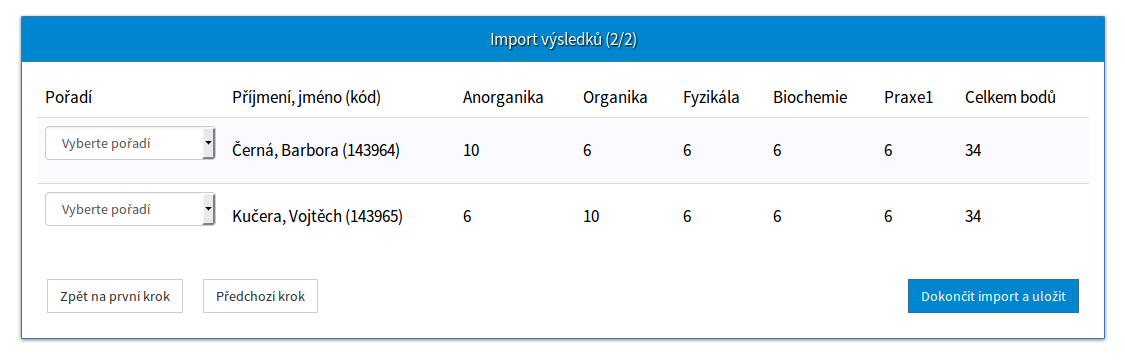 Import výsledků (2/2)
Pořadí Příjmení, jméno (kód) Anorganika Organika Fyzikála Biochemie Praxe1 Celkem bodů
Vyberte pořadí Černá, Barbora (143964) 10 6 6 6 6 34
Vyberte pořadí Kučera, Vojtěch (143965) 6 10 6 6 6 34
Zpět na první krok Předchozí krok Dokončit import a uložit